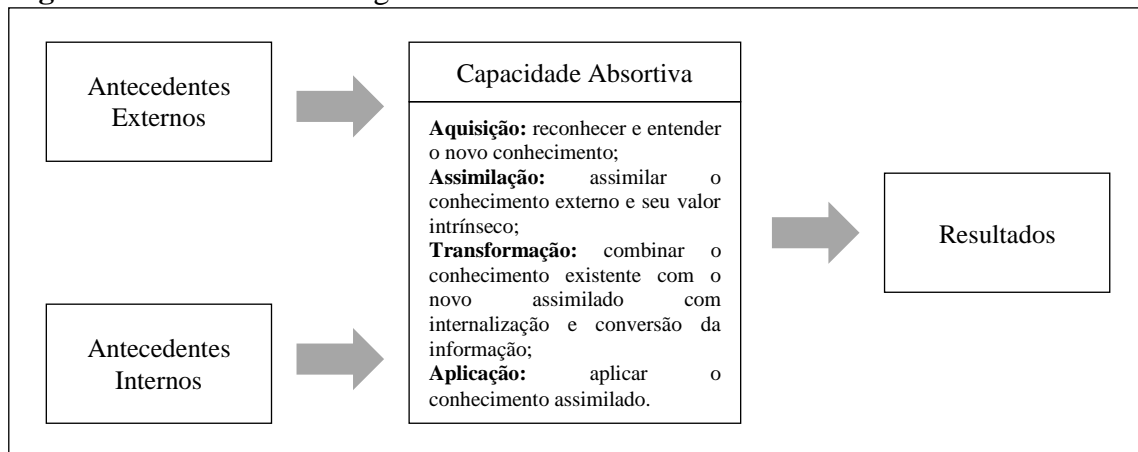 Antecedentes
Externos
Capacidade Absortiva
Aquisição: reconhecer e entender
o novo conhecimento;
Assimilação: assimilar o
conhecimento externo e seu valor
intrínseco;
Transformação: combinar o
conhecimento existente com o
novo assimilado com
internalização e conversão da
informação;
Aplicação: aplicar o
conhecimento assimilado.
Antecedentes
Internos
Resultados